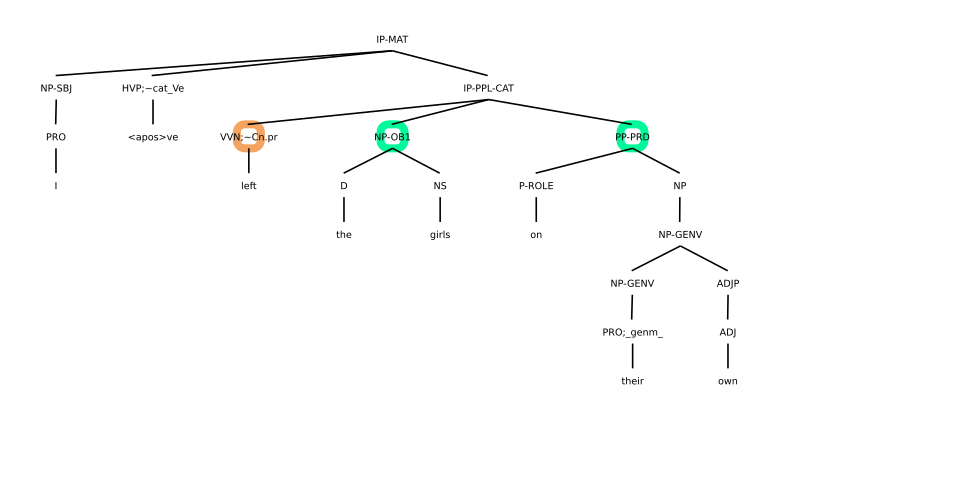 IP-MAT
NP-SBJ HVP;~cat_Ve IP-PPL-CAT
PRO <apos>ve VVN;~Cn.pr NP-OB1 PP-PRD
I left D NS P-ROLE NP
the girls on NP-GENV
NP-GENV ADJP
PRO;_genm_ ADJ
their own